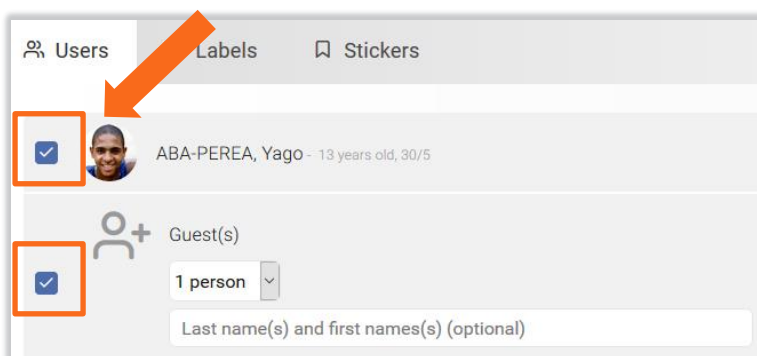 Users Labels Stickers
ABA-PEREA, Yago - 13 years old, 30/5
Guest(s)
1 person
Last name(s) and first names(s) (optional)